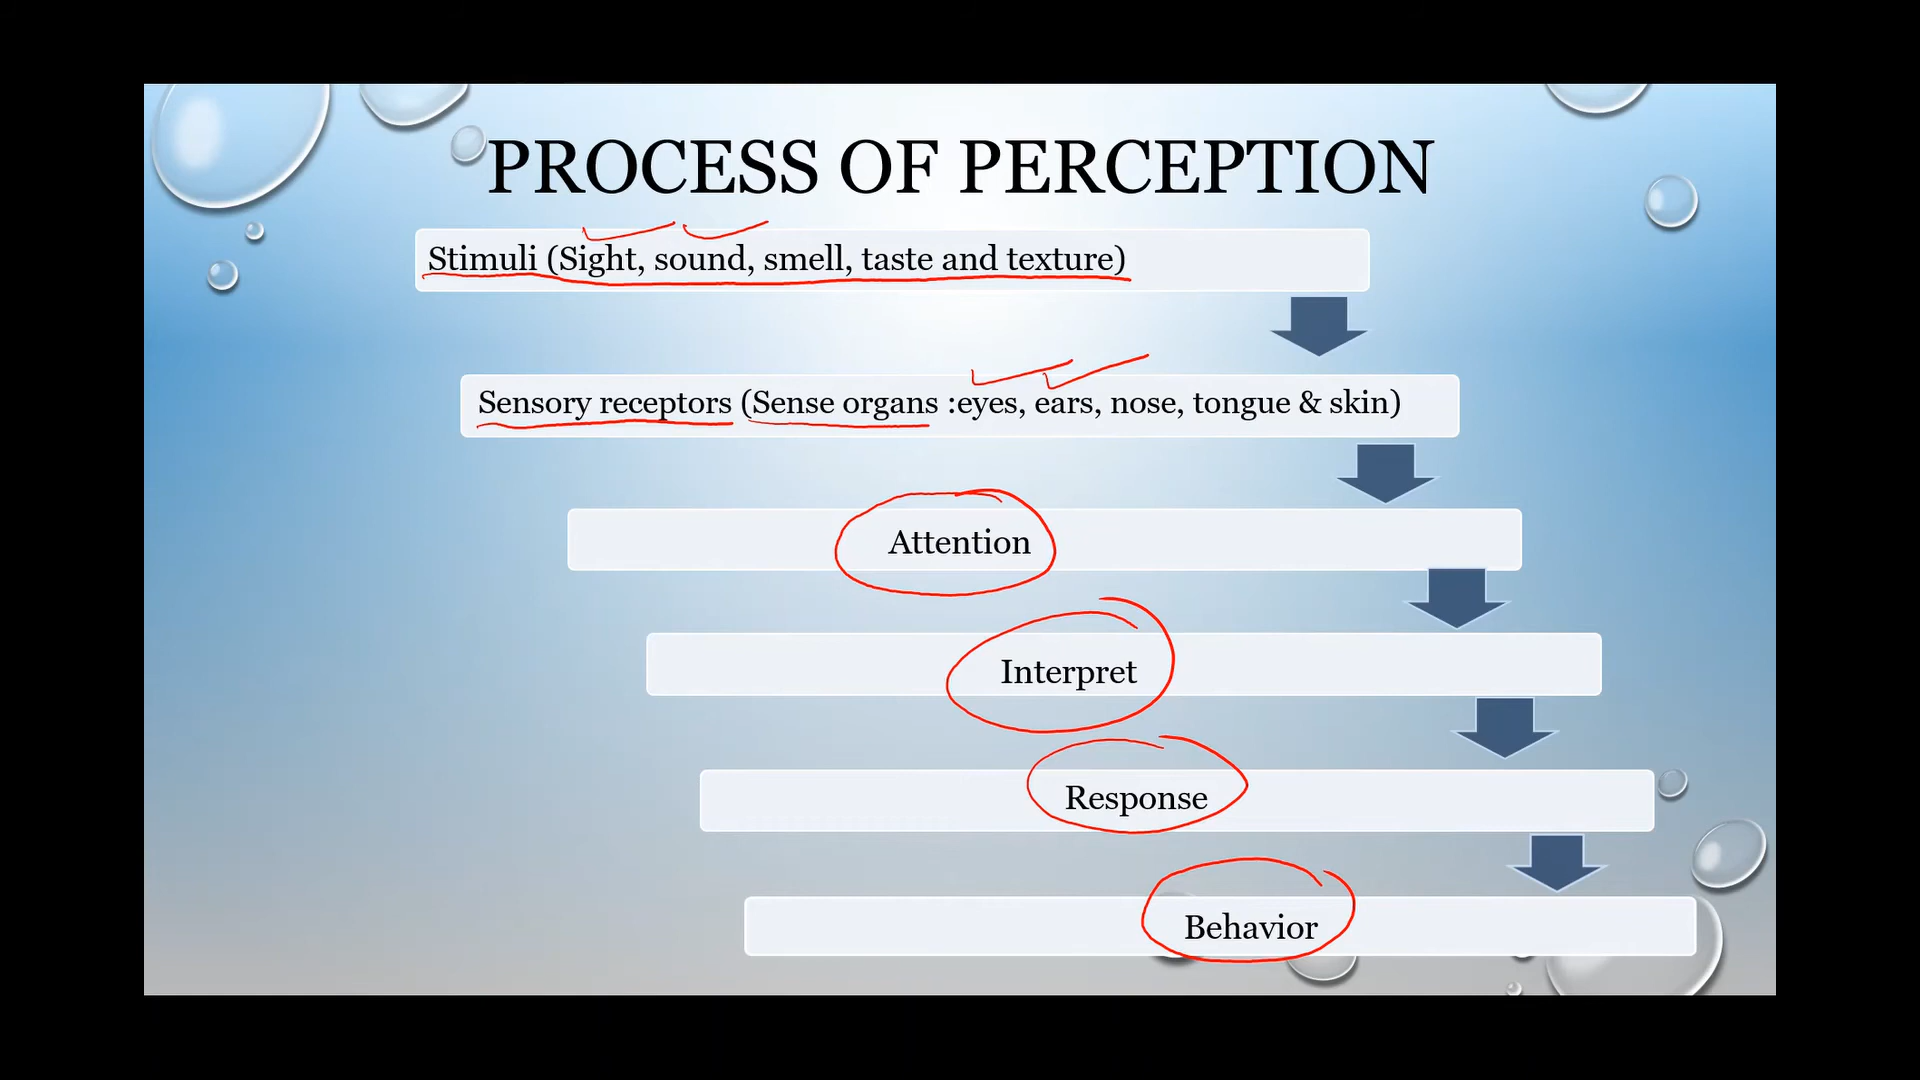 PROCESS OF PERCEPTION
Stimuli (Sight, sound, smell, taste and texture)
Sensory receptors (Sense organs :eyes, ears, nose, tongue & skin)
Attention
Interpret
Response
Behavior